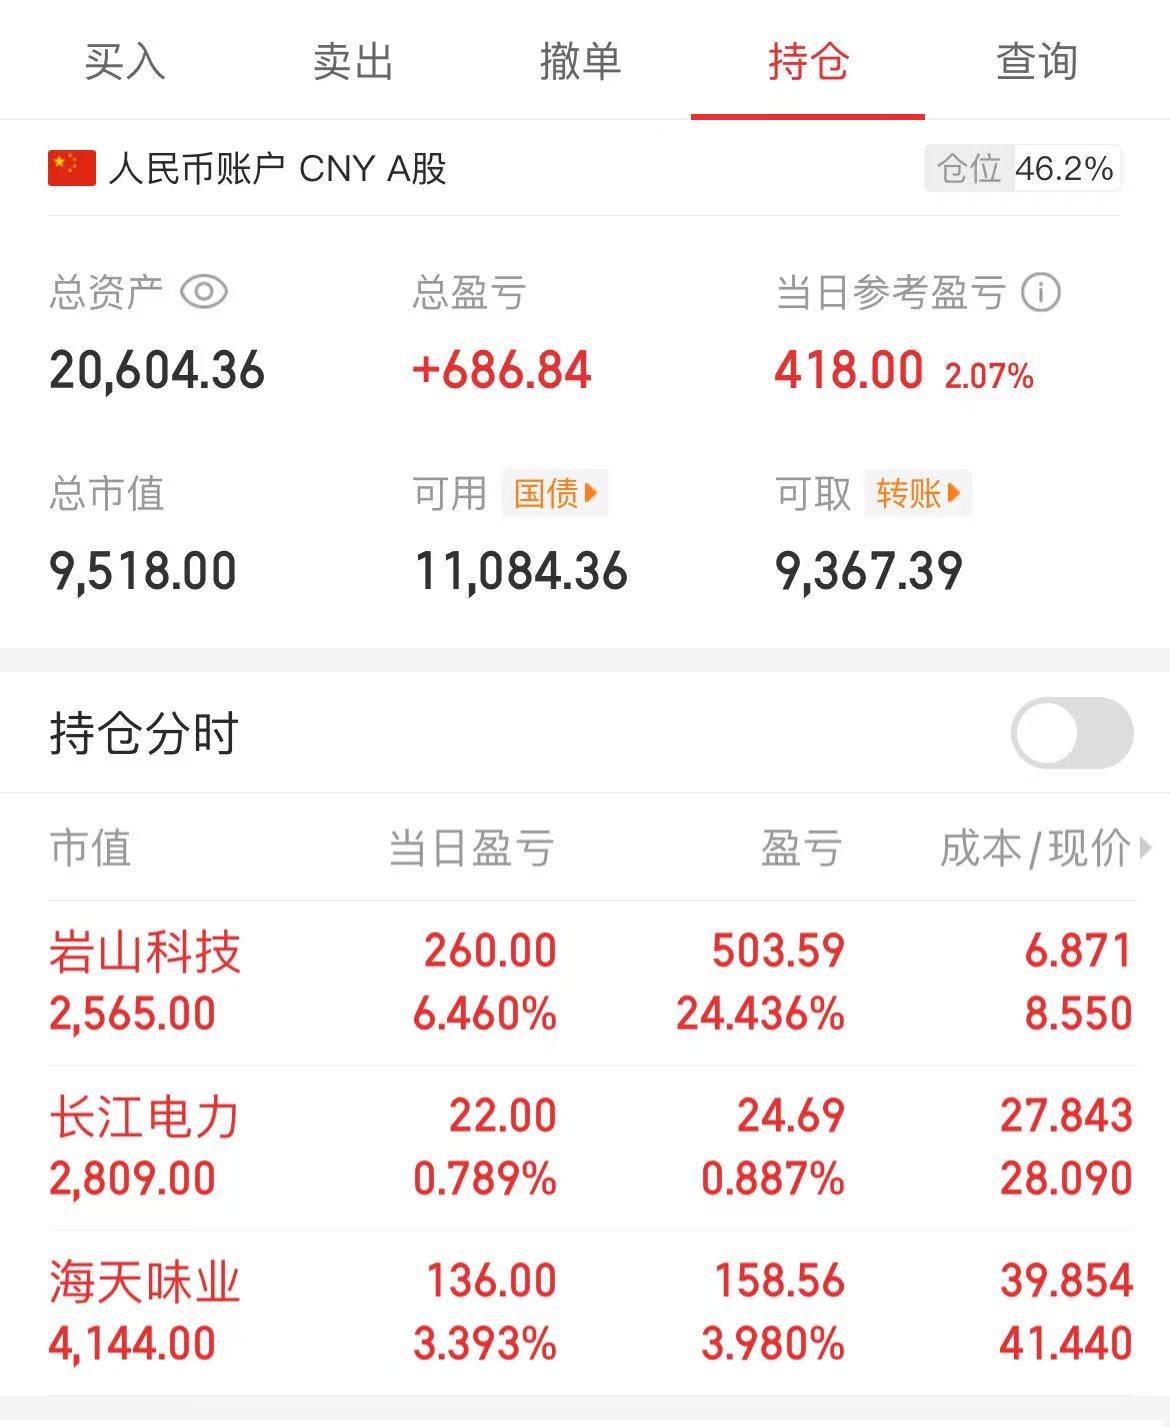 买入 卖出 撤单 持仓 查询
人民币账户 CNY A股 仓位 46.2%
总资产 总盈亏 当日参考盈亏
20,604.36 +686.84 418.00 2.07%
总市值 可用 国债 可取 转账
9,518.00 11,084.36 9,367.39
持仓分时
市值 当日盈亏 盈亏 成本/现价
岩山科技 260.00 503.59 6.871
2,565.00 6.460% 24.436% 8.550
长江电力 22.00 24.69 27.843
2,809.00 0.789% 0.887% 28.090
海天味业 136.00 158.56 39.854
4,144.00 3.393% 3.980% 41.440